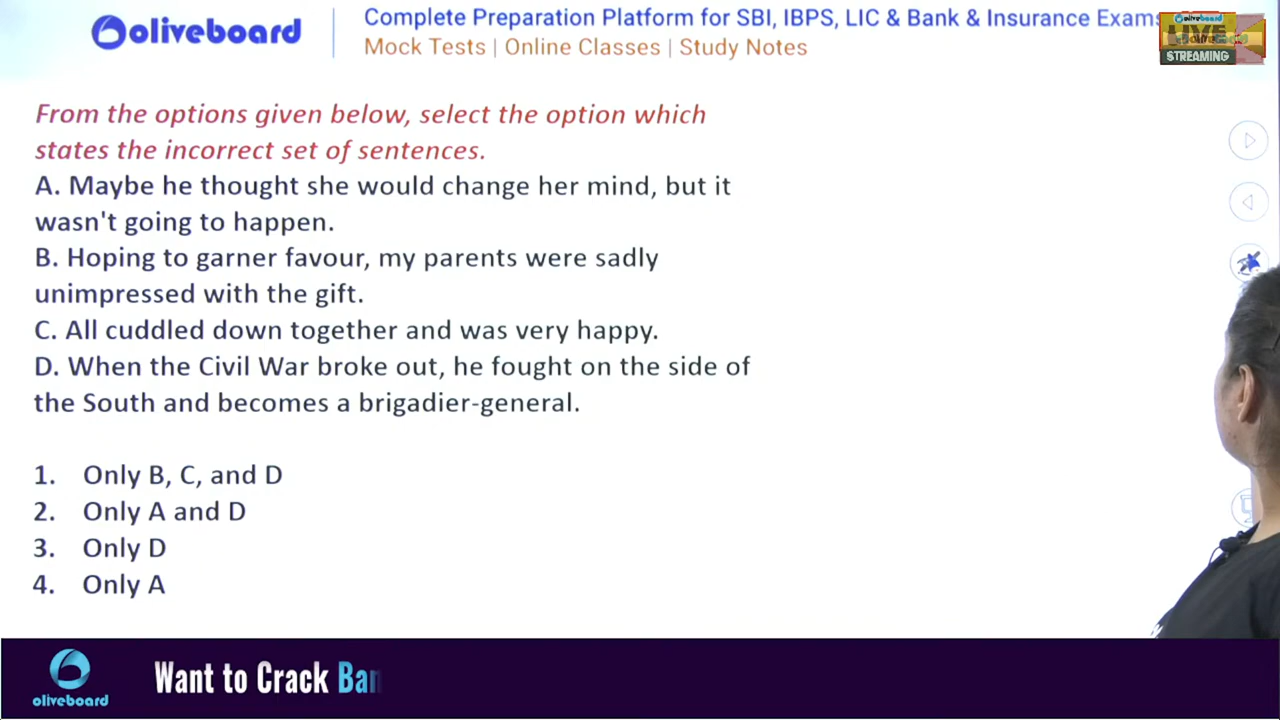 oliveboard
Complete Preparation Platform for SBI, IBPS, LIC & Bank & Insurance Exams
Mock Tests | Online Classes | Study Notes
oliveboard
LIVE
STREAMING
From the options given below, select the option which
states the incorrect set of sentences.
A. Maybe he thought she would change her mind, but it
wasn't going to happen.
B. Hoping to garner favour, my parents were sadly
unimpressed with the gift.
C. All cuddled down together and was very happy.
D. When the Civil War broke out, he fought on the side of
the South and becomes a brigadier-general.
1. Only B, C, and D
2. Only A and D
3. Only D
4. Only A
oliveboard
Want to Crack Ban